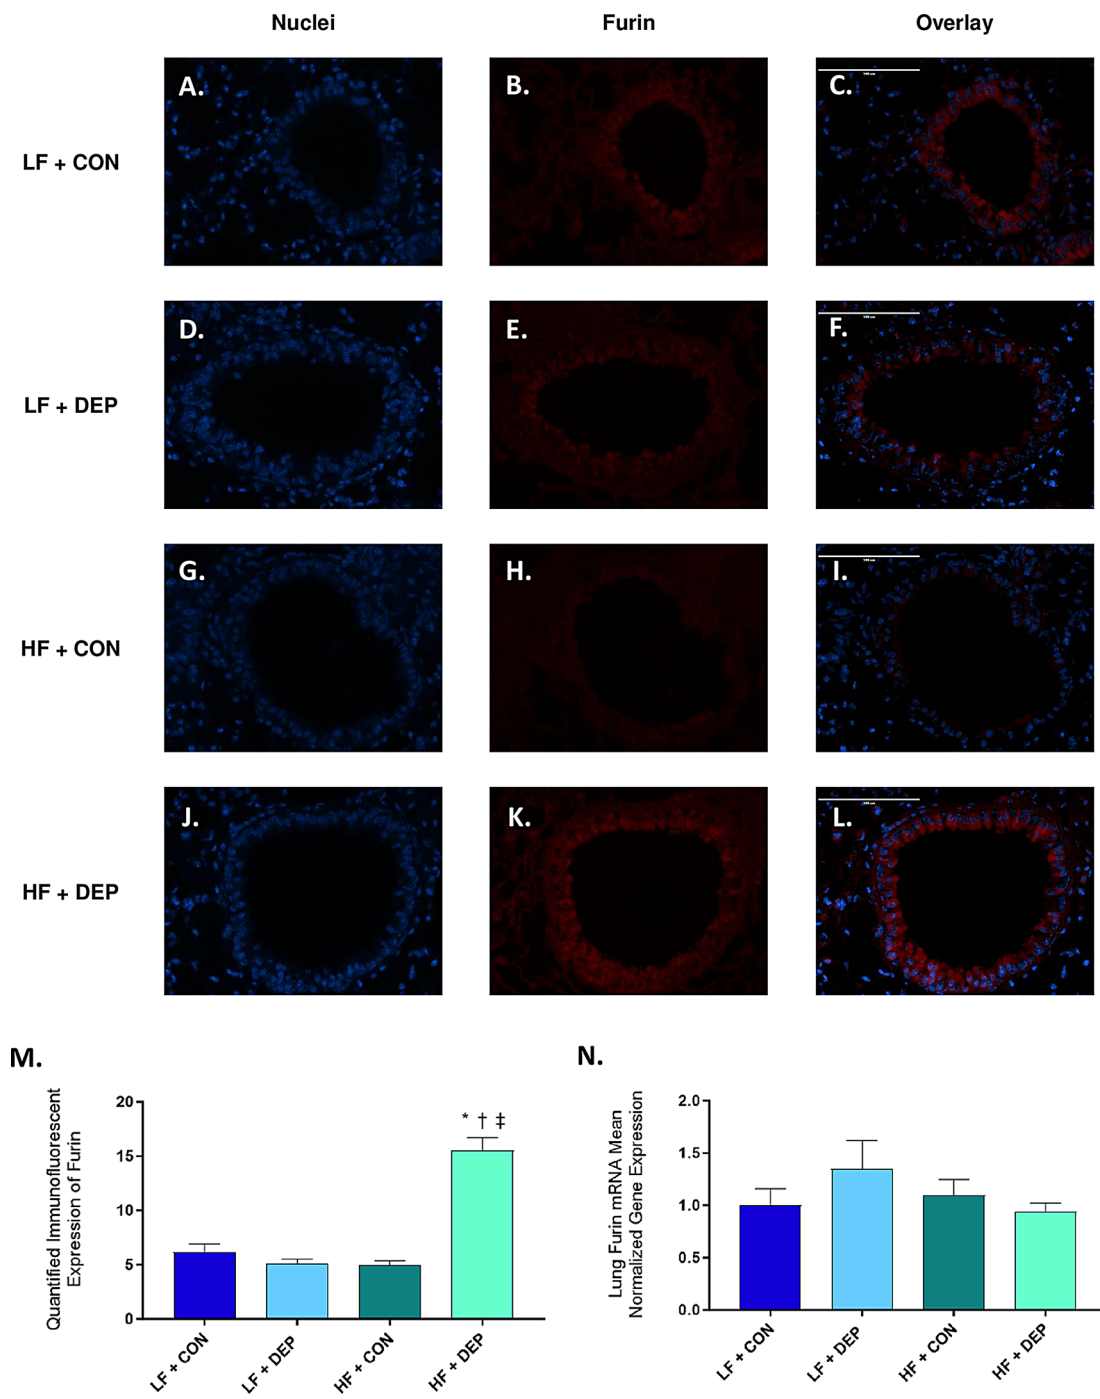 Nuclei Furin Overlay
LF + CON
A. B. C.
LF + DEP
D. E. F.
HF + CON
G. H. I.
HF + DEP
J. K. L.
M.
Quantified Immunofluorescent
Expression of Furin
20
15
10
5
0
* † ‡
LF + CON
LF + DEP
HF + CON
HF + DEP
N.
Lung Furin mRNA Mean
Normalized Gene Expression
2.0
1.5
1.0
0.5
0.0
LF + CON
LF + DEP
HF + CON
HF + DEP